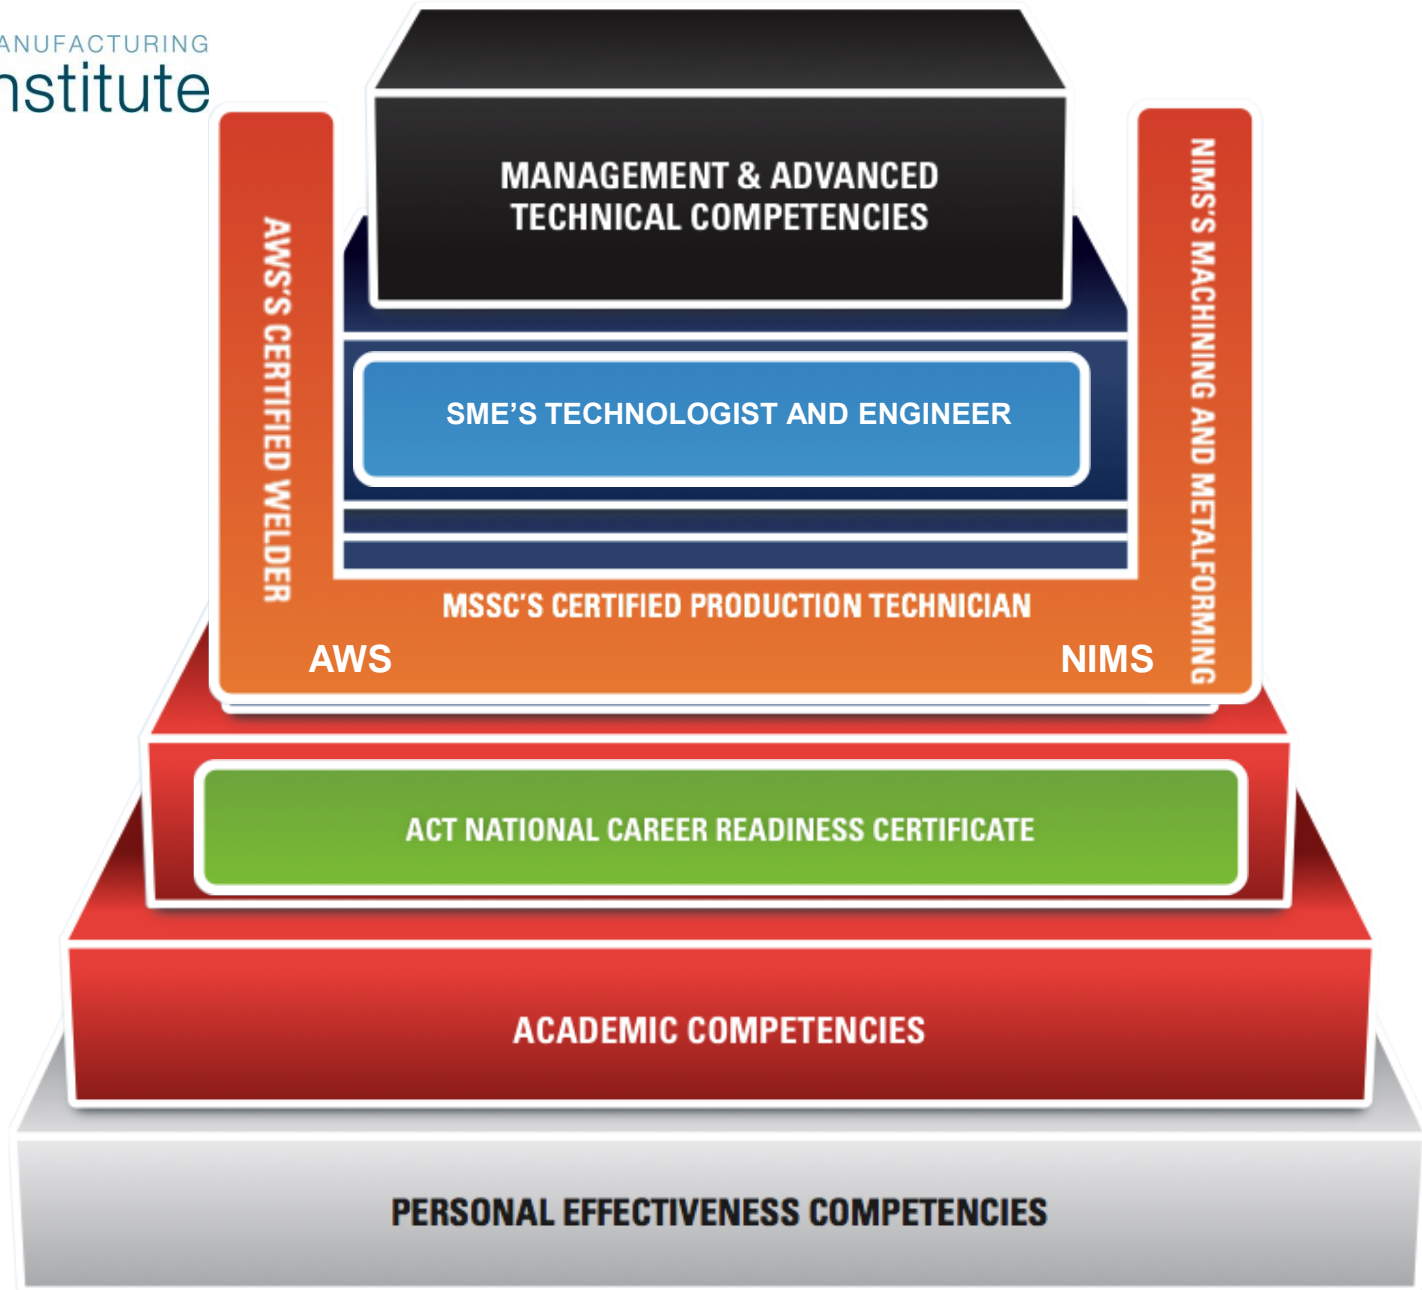 ANUFACTURING
nstitute
MANAGEMENT & ADVANCED
TECHNICAL COMPETENCIES
AWS'S CERTIFIED WELDER
NIMS'S MACHINING AND METALFORMING
SME’S TECHNOLOGIST AND ENGINEER
MSSC'S CERTIFIED PRODUCTION TECHNICIAN
AWS
NIMS
ACT NATIONAL CAREER READINESS CERTIFICATE
ACADEMIC COMPETENCIES
PERSONAL EFFECTIVENESS COMPETENCIES